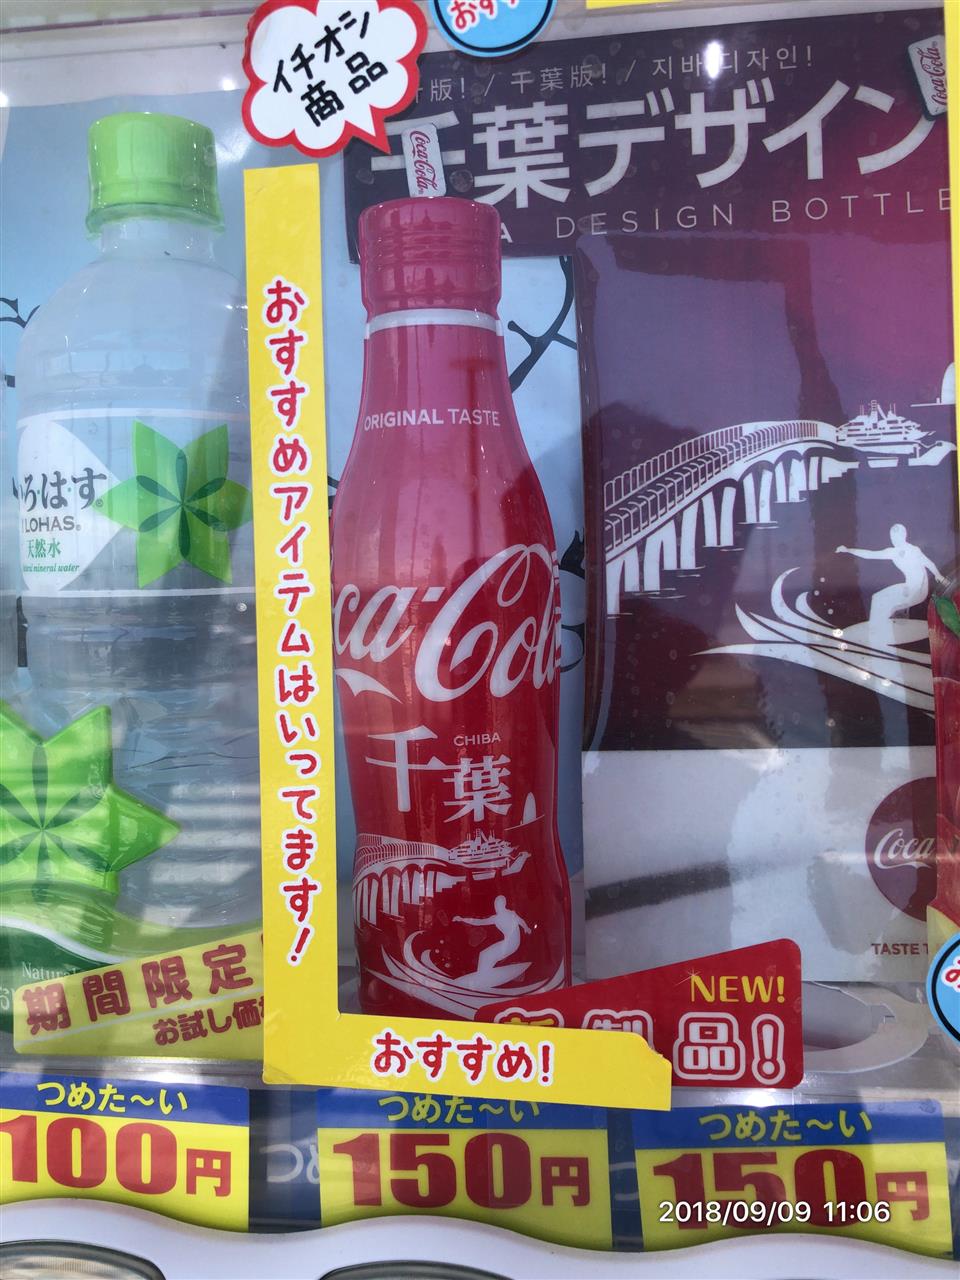 イチオシ
商品
おすす
版! / 千葉版! / 지바 디자인!
千葉デザイン
DESIGN BOTTLE
Coca-Cola
Coca-Cola
おすすめアイテムはいってます!
ORIGINAL TASTE
ろ・は・す
LOHAS
天然水
natural mineral water
Coca-Cola
千葉
CHIBA
Coca
TASTE
Natural
期間限定
お試し価
NEW!
製品!
おすすめ!
つめた〜い
100円
つめた〜い
150円
つめた〜い
150円
2018/09/09 11:06